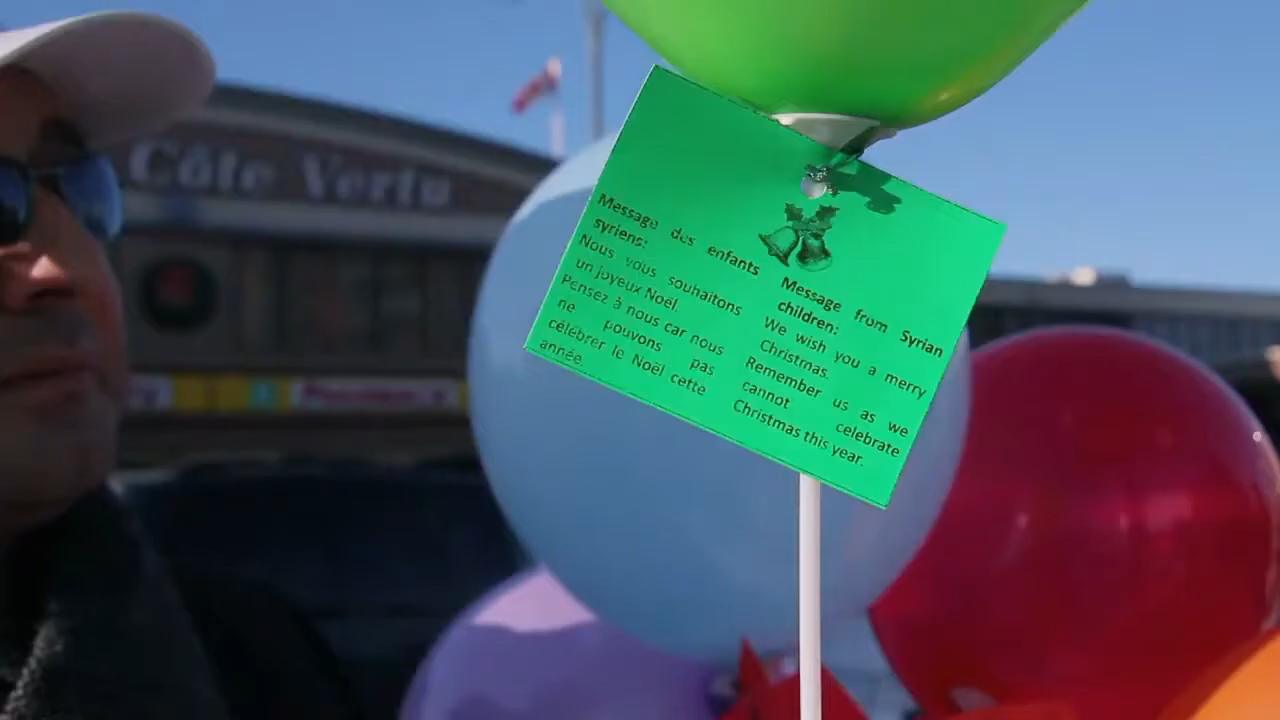 Côte Vertu
Message des enfants
syriens:
Nous vous souhaitons
un joyeux Noël.
Pensez à nous car nous
ne pouvons pas
célébrer le Noël cette
année.
Message from Syrian
children:
We wish you a merry
Christmas.
Remember us as we
cannot celebrate
Christmas this year.